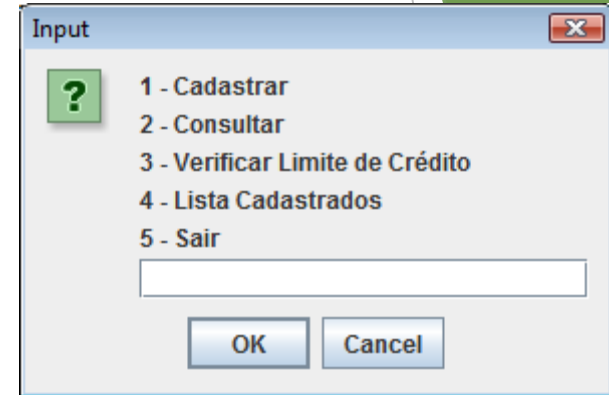 Input
1 - Cadastrar
2 - Consultar
3 - Verificar Limite de Crédito
4 - Lista Cadastrados
5 - Sair
OK Cancel